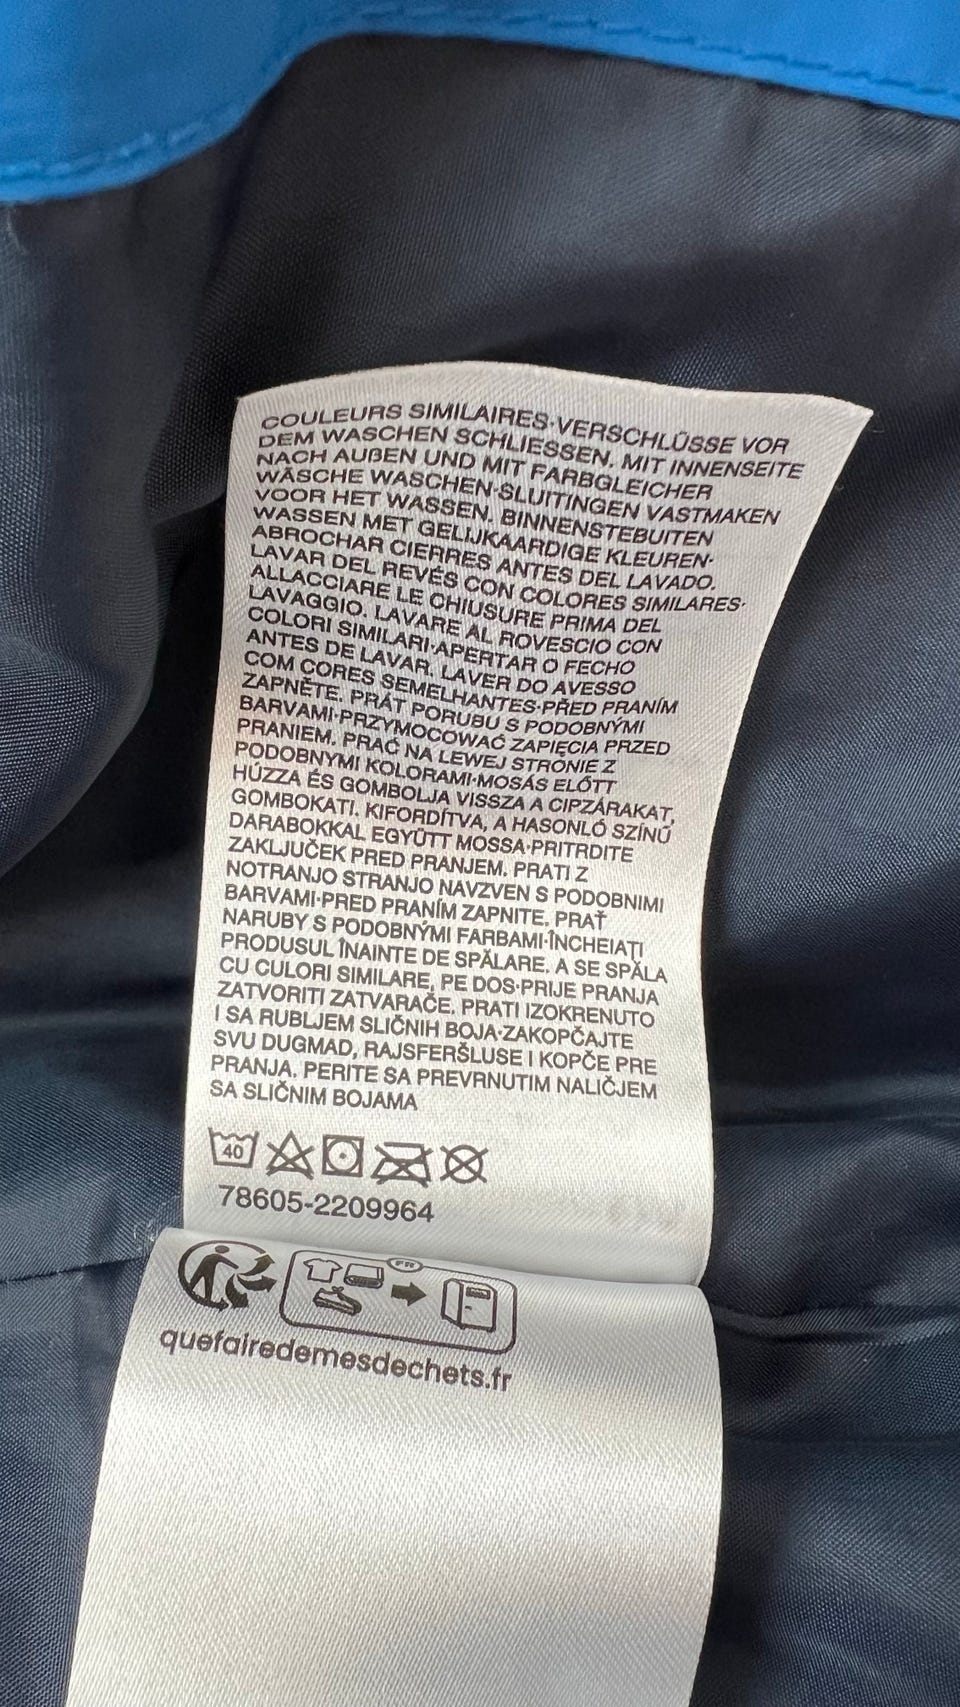 COULEURS SIMILAIRES·VERSCHLÜSSE VOR
DEM WASCHEN SCHLIESSEN. MIT INNENSEITE
NACH AUßEN UND MIT FARBGLEICHER
WÄSCHE WASCHEN·SLUITINGEN VASTMAKEN
VOOR HET WASSEN. BINNENSTEBUITEN
WASSEN MET GELIJKAARDIGE KLEUREN·
ABROCHAR CIERRES ANTES DEL LAVADO.
LAVAR DEL REVÉS CON COLORES SIMILARES·
ALLACCIARE LE CHIUSURE PRIMA DEL
LAVAGGIO. LAVARE AL ROVESCIO CON
COLORI SIMILARI·APERTAR O FECHO
ANTES DE LAVAR. LAVER DO AVESSO
COM CORES SEMELHANTES·PŘED PRANÍM
ZAPNĚTE. PRÁT PORUBU S PODOBNÝMI
BARVAMI·PRZYMOCOWAĆ ZAPIĘCIA PRZED
PRANIEM. PRAĆ NA LEWEJ STRONIE Z
PODOBNYMI KOLORAMI·MOSÁS ELŐTT
HÚZZA ÉS GOMBOLJA VISSZA A CIPZÁRAKAT,
GOMBOKATI. KIFORDÍTVA, A HASONLÓ SZÍNŰ
DARABOKKAL EGYÜTT MOSSA·PRITRDITE
ZAKLJUČEK PRED PRANJEM. PRATI Z
NOTRANJO STRANJO NAVZVEN S PODOBNIMI
BARVAMI·PRED PRANÍM ZAPNITE. PRAŤ
NARUBY S PODOBNÝMI FARBAMI·ÎNCHEIAȚI
PRODUSUL ÎNAINTE DE SPĂLARE. A SE SPĂLA
CU CULORI SIMILARE, PE DOS·PRIJE PRANJA
ZATVORITI ZATVARAČE. PRATI IZOKRENUTO
I SA RUBLJEM SLIČNIH BOJA·ZAKOPČAJTE
SVU DUGMAD, RAJSFERŠLUSE I KOPČE PRE
PRANJA. PERITE SA PREVRNUTIM NALIČJEM
SA SLIČNIM BOJAMA
40
78605-2209964
FR
quefairedemesdechets.fr